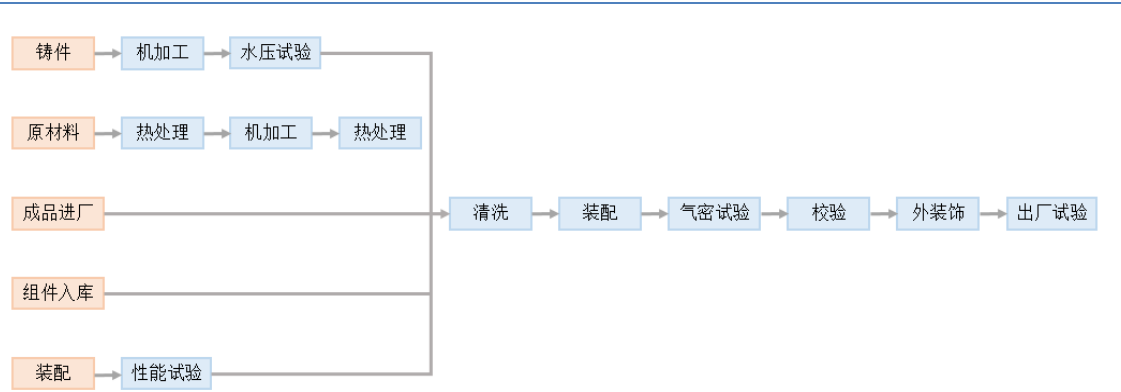 铸件 机加工 水压试验
原材料 热处理 机加工 热处理
成品进厂 清洗 装配 气密试验 校验 外装饰 出厂试验
组件入库
装配 性能试验